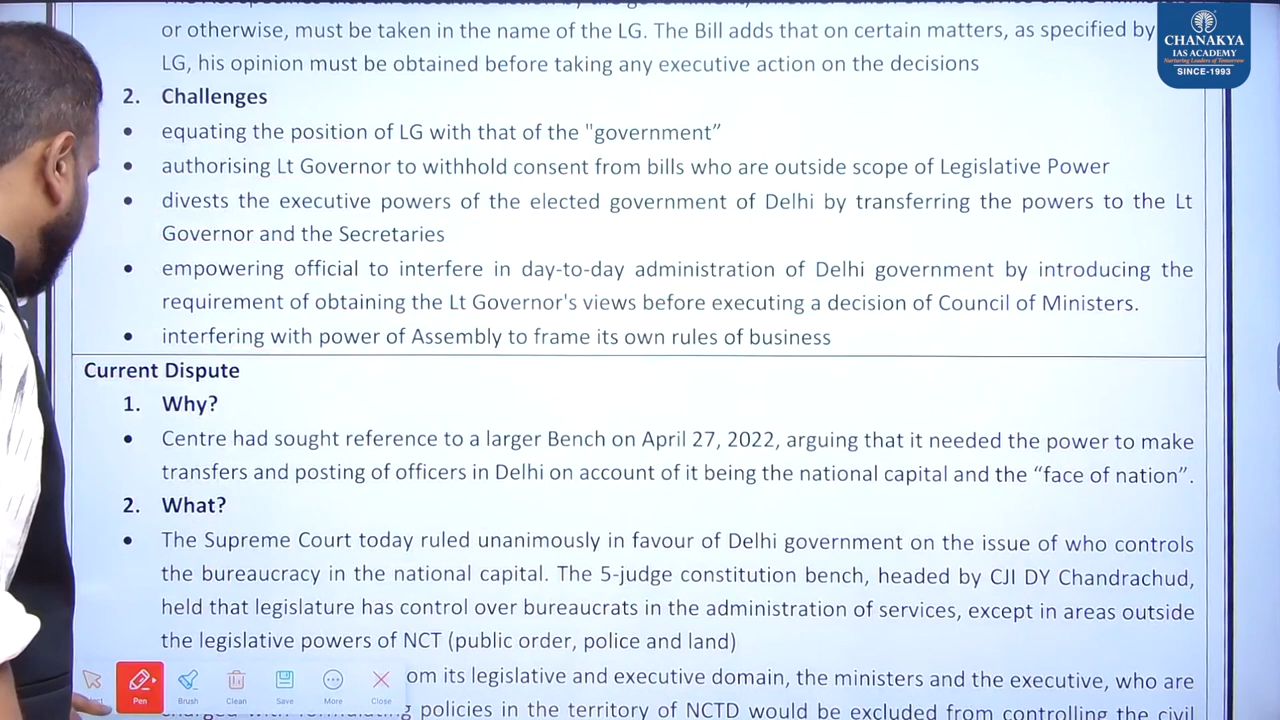 or otherwise, must be taken in the name of the LG. The Bill adds that on certain matters, as specified by
LG, his opinion must be obtained before taking any executive action on the decisions
CHANAKYA
IAS ACADEMY
Nurturing Leaders of Tomorrow
SINCE-1993
2. Challenges
• equating the position of LG with that of the "government”
• authorising Lt Governor to withhold consent from bills who are outside scope of Legislative Power
• divests the executive powers of the elected government of Delhi by transferring the powers to the Lt
Governor and the Secretaries
• empowering official to interfere in day-to-day administration of Delhi government by introducing the
requirement of obtaining the Lt Governor's views before executing a decision of Council of Ministers.
• interfering with power of Assembly to frame its own rules of business
Current Dispute
1. Why?
• Centre had sought reference to a larger Bench on April 27, 2022, arguing that it needed the power to make
transfers and posting of officers in Delhi on account of it being the national capital and the “face of nation”.
2. What?
• The Supreme Court today ruled unanimously in favour of Delhi government on the issue of who controls
the bureaucracy in the national capital. The 5-judge constitution bench, headed by CJI DY Chandrachud,
held that legislature has control over bureaucrats in the administration of services, except in areas outside
the legislative powers of NCT (public order, police and land)
its legislative and executive domain, the ministers and the executive, who are
policies in the territory of NCTD would be excluded from controlling the civil
Pen
Brush
Clean
Save
More
Close